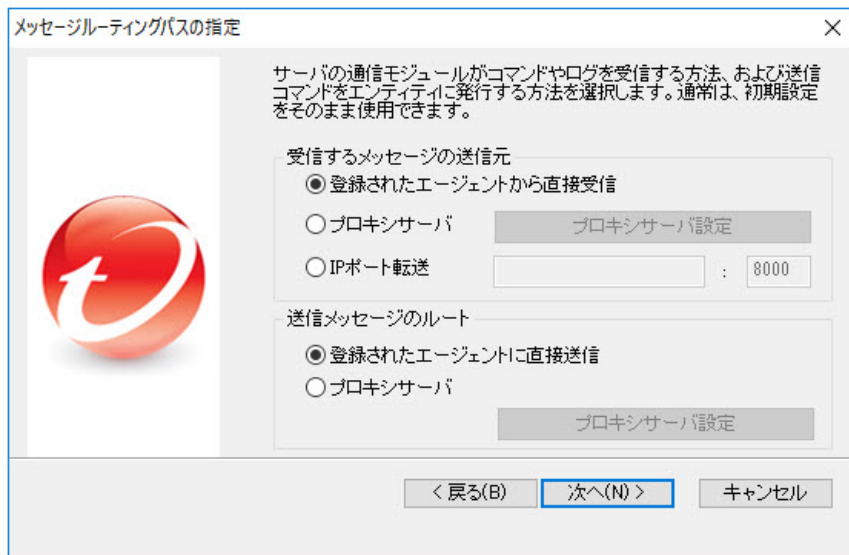 メッセージルーティングパスの指定
サーバの通信モジュールがコマンドやログを受信する方法、および送信
コマンドをエンティティに発行する方法を選択します。通常は、初期設定
をそのまま使用できます。
受信するメッセージの送信元
登録されたエージェントから直接受信
プロキシサーバ プロキシサーバ設定
IPポート転送 : 8000
送信メッセージのルート
登録されたエージェントに直接送信
プロキシサーバ
プロキシサーバ設定
< 戻る(B) 次へ(N) > キャンセル